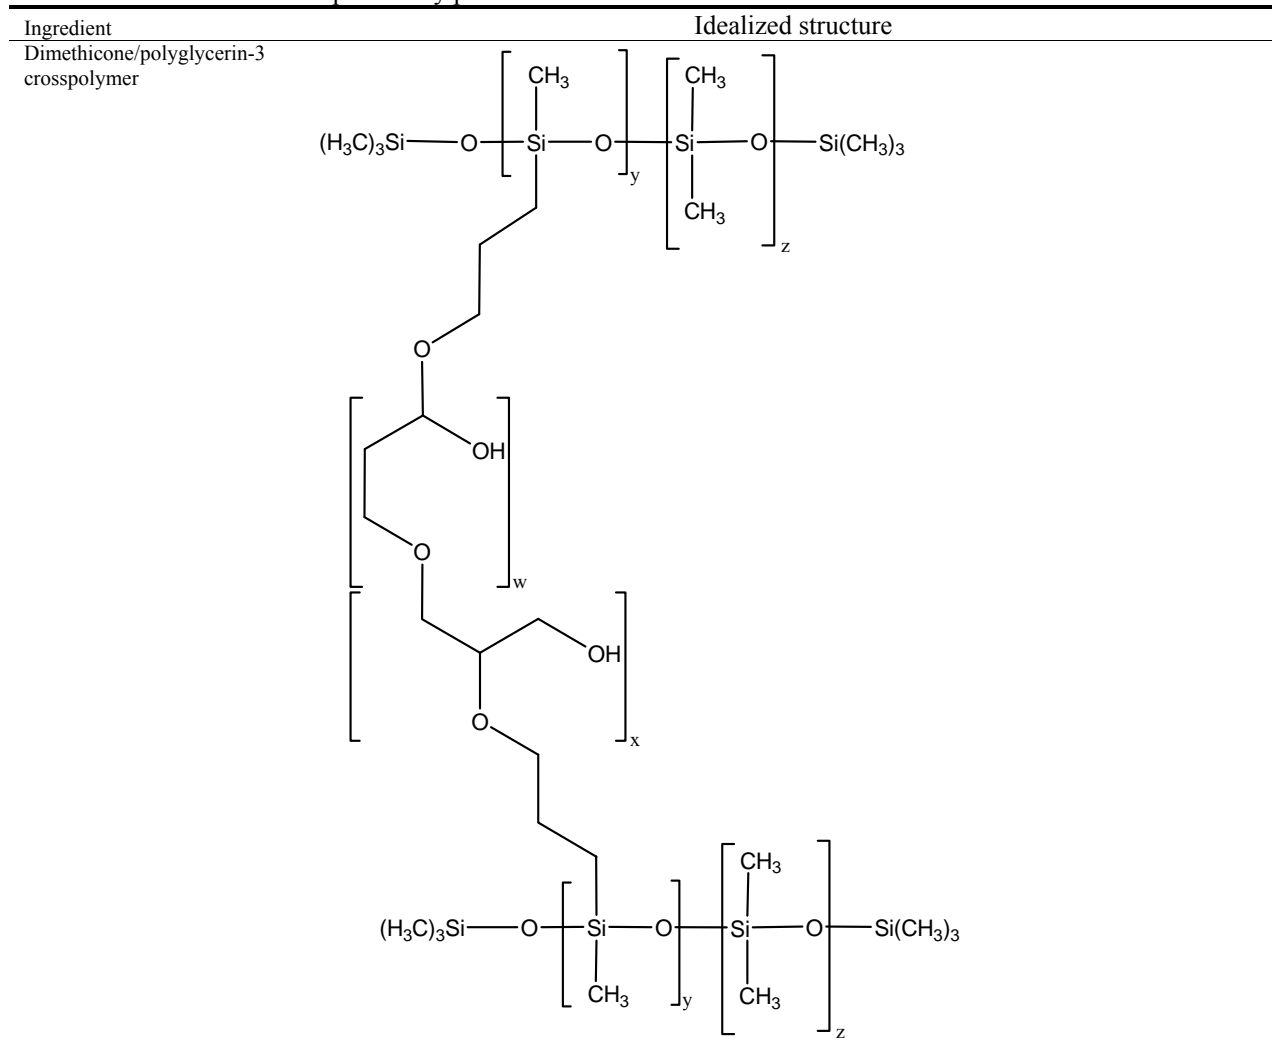 Ingredient Idealized structure
Dimethicone/polyglycerin-3
crosspolymer
CH3 CH3
(H3C)3Si O Si O Si O Si(CH3)3
y
CH3
z
O
OH
O
w
OH
x
O
CH3
(H3C)3Si O Si O Si O Si(CH3)3
CH3 y CH3
z